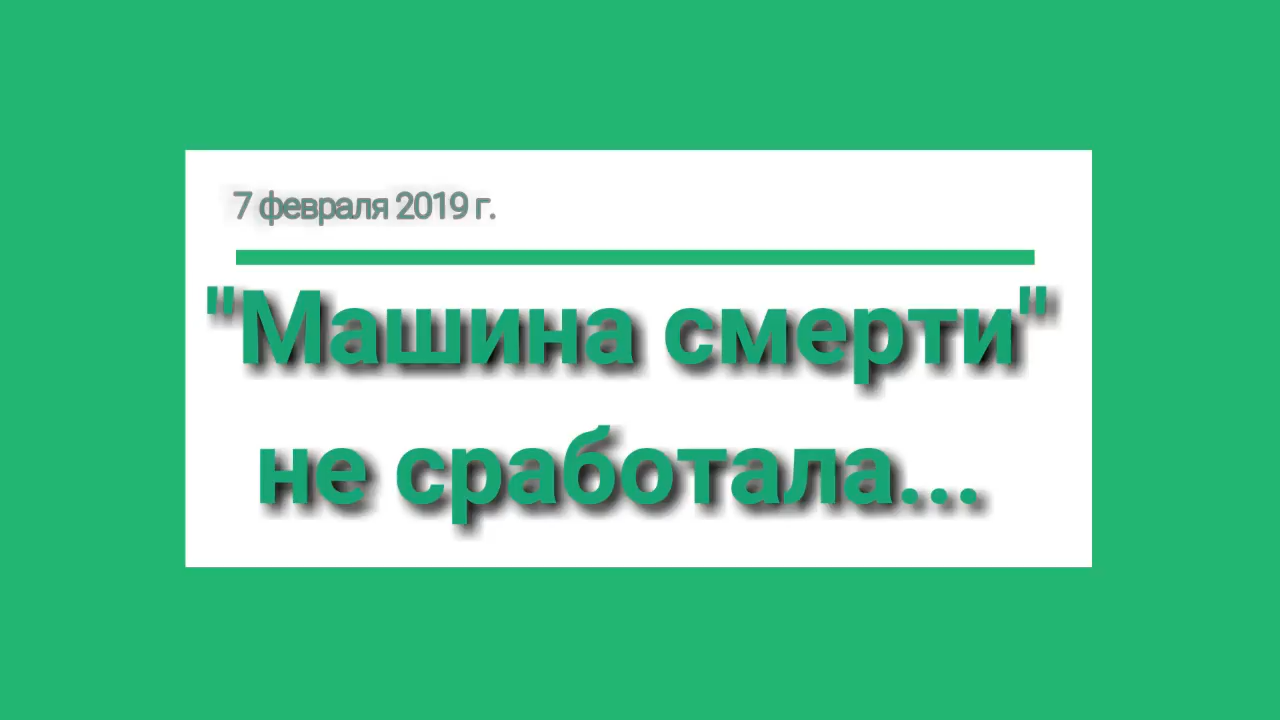 7 февраля 2019 г.
"Машина смерти"
не сработала...